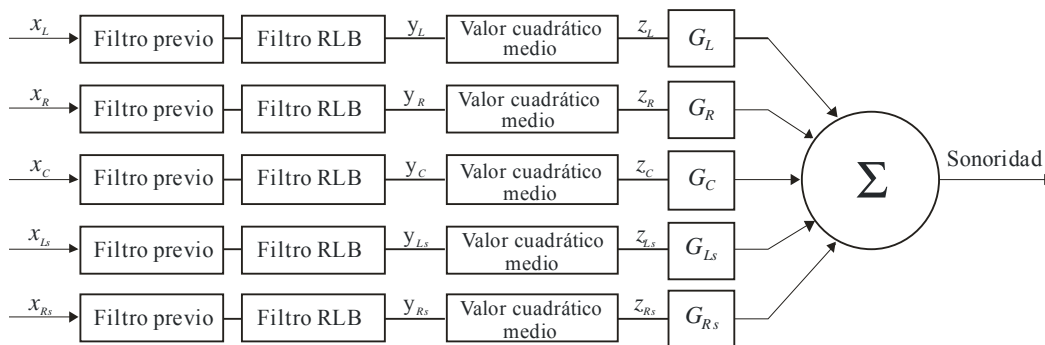 x_L Filtro previo Filtro RLB y_L Valor cuadrático medio z_L G_L
x_R Filtro previo Filtro RLB y_R Valor cuadrático medio z_R G_R
x_C Filtro previo Filtro RLB y_C Valor cuadrático medio z_C G_C
x_Ls Filtro previo Filtro RLB y_Ls Valor cuadrático medio z_Ls G_Ls
x_Rs Filtro previo Filtro RLB y_Rs Valor cuadrático medio z_Rs G_Rs
Σ
Sonoridad